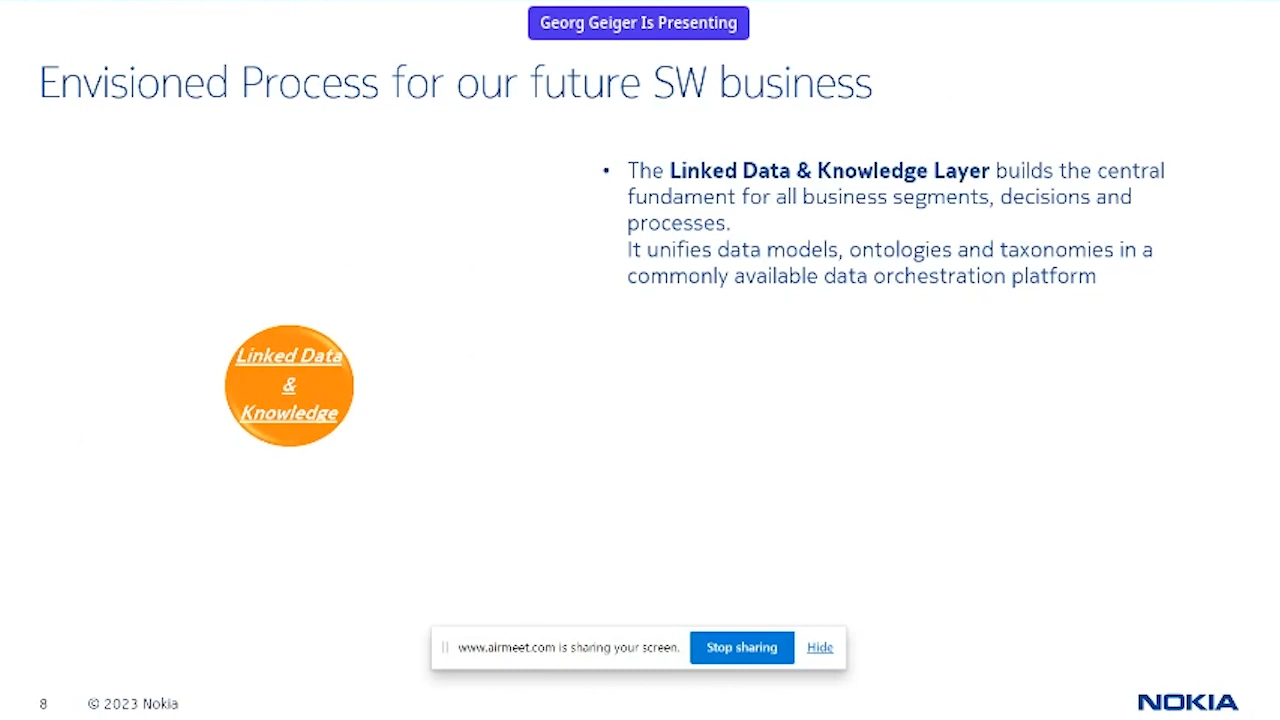 Georg Geiger Is Presenting
Envisioned Process for our future SW business
• The Linked Data & Knowledge Layer builds the central
fundament for all business segments, decisions and
processes.
It unifies data models, ontologies and taxonomies in a
commonly available data orchestration platform
Linked Data
&
Knowledge
www.airmeet.com is sharing your screen. Stop sharing Hide
8 © 2023 Nokia
NOKIA